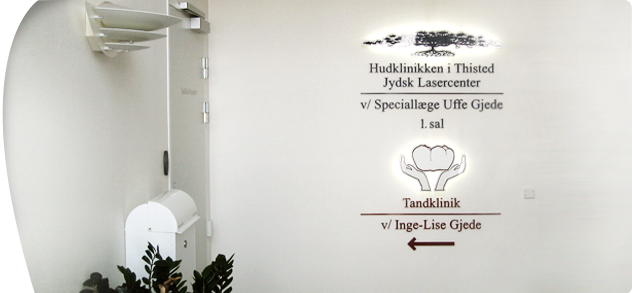 Hudklinikken i Thisted
Jydsk Lasercenter
v/ Speciallæge Uffe Gjede
1. sal
Tandklinik
v/ Inge-Lise Gjede